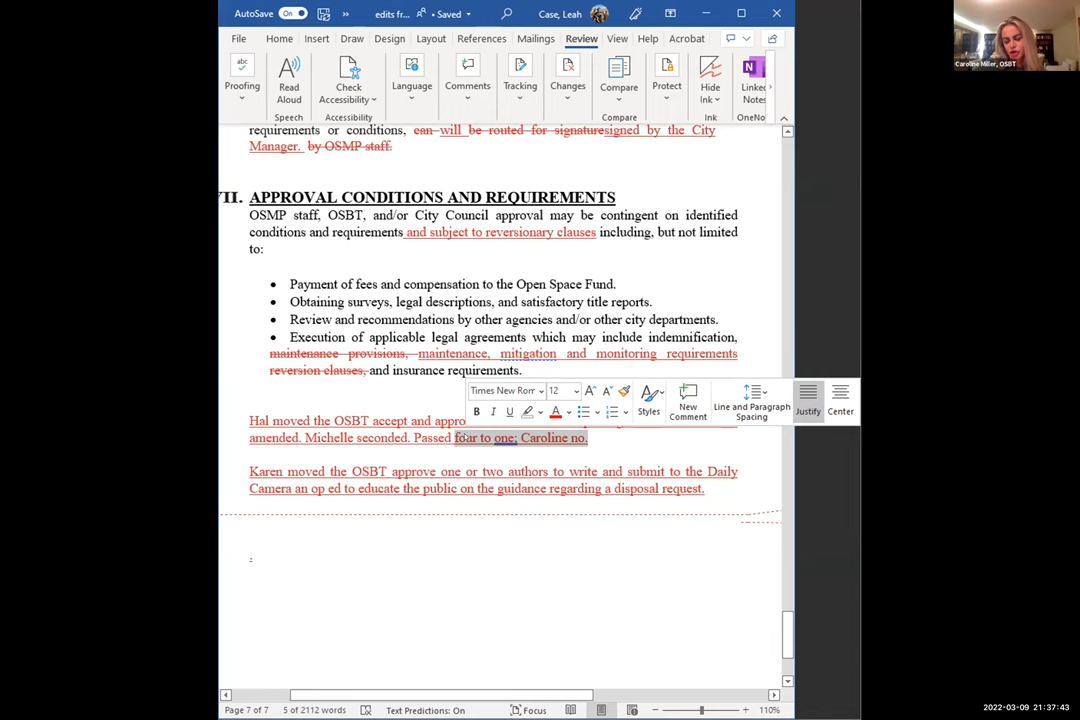 AutoSave On » edits fr... • Saved Case, Leah
File Home Insert Draw Design Layout References Mailings Review View Help Acrobat
Proofing Read Aloud Check Accessibility Language Comments Tracking Changes Compare Protect Hide Ink Linked Notes
Speech Accessibility Compare Ink OneNo
requirements or conditions, can will be routed for signaturesigned by the City
Manager. by OSMP staff.
VII. APPROVAL CONDITIONS AND REQUIREMENTS
OSMP staff, OSBT, and/or City Council approval may be contingent on identified
conditions and requirements and subject to reversionary clauses including, but not limited
to:
• Payment of fees and compensation to the Open Space Fund.
• Obtaining surveys, legal descriptions, and satisfactory title reports.
• Review and recommendations by other agencies and/or other city departments.
• Execution of applicable legal agreements which may include indemnification,
maintenance provisions, maintenance, mitigation and monitoring requirements
reversion clauses, and insurance requirements.
Times New Ror 12
B I U A Styles New Comment Line and Paragraph Spacing Justify Center
Hal moved the OSBT accept and appro
amended. Michelle seconded. Passed four to one; Caroline no.
Karen moved the OSBT approve one or two authors to write and submit to the Daily
Camera an op ed to educate the public on the guidance regarding a disposal request.
Page 7 of 7 5 of 2112 words Text Predictions: On Focus 110%
Caroline Miller, OSBT
2022-03-09 21:37:43